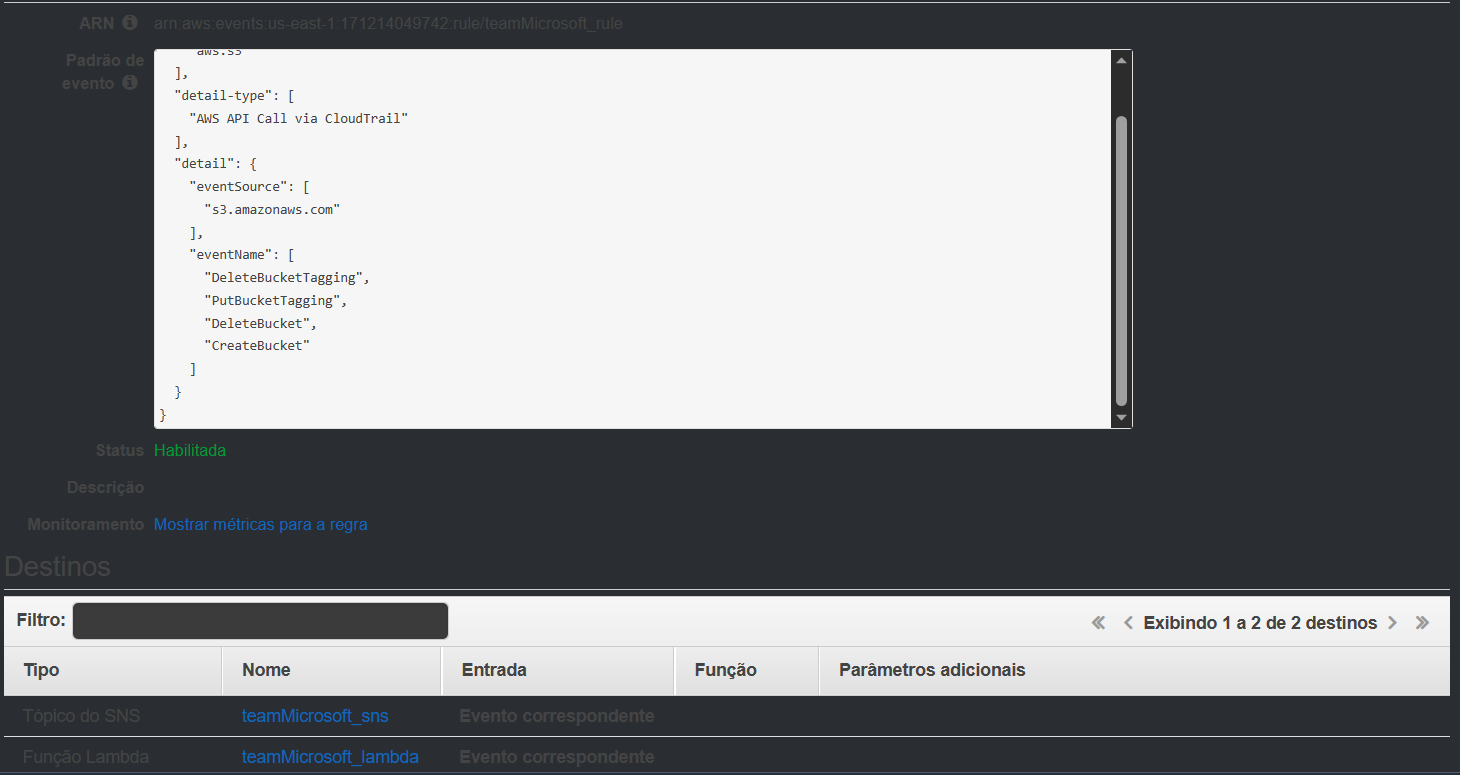 ARN arn:aws:events:us-east-1:171214049742:rule/teamMicrosoft_rule
Padrão de evento
aws.s3
],
"detail-type": [
"AWS API Call via CloudTrail"
],
"detail": {
"eventSource": [
"s3.amazonaws.com"
],
"eventName": [
"DeleteBucketTagging",
"PutBucketTagging",
"DeleteBucket",
"CreateBucket"
]
}
}
Status Habilitada
Descrição
Monitoramento Mostrar métricas para a regra
Destinos
Filtro: « ‹ Exibindo 1 a 2 de 2 destinos › »
Tipo Nome Entrada Função Parâmetros adicionais
Tópico do SNS teamMicrosoft_sns Evento correspondente
Função Lambda teamMicrosoft_lambda Evento correspondente